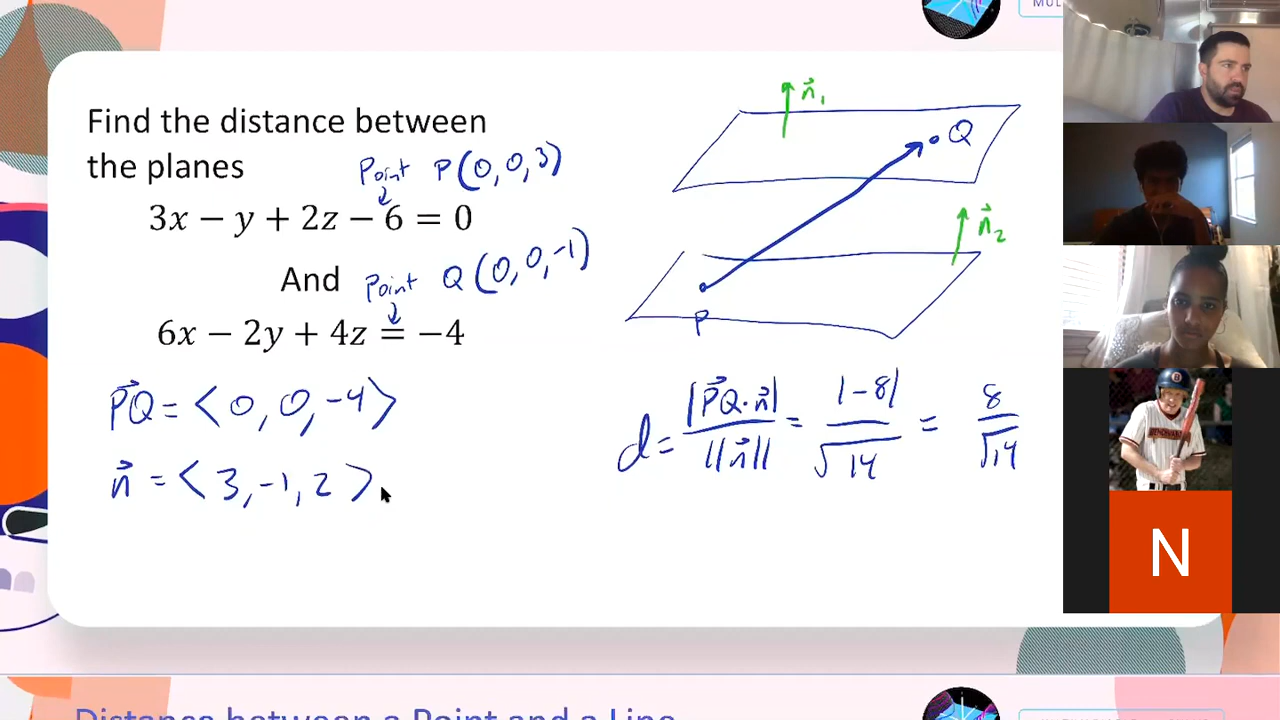 MUL
Find the distance between
the planes
Point P(0,0,3)
3x − y + 2z − 6 = 0
And
Point Q(0,0,-1)
6x − 2y + 4z = −4
PQ = <0, 0, -4>
n = <3, -1, 2>
n₁
Q
n₂
P
d = |PQ·n| / ||n|| = |-8| / √14 = 8 / √14
N
Distance between a Point and a Line